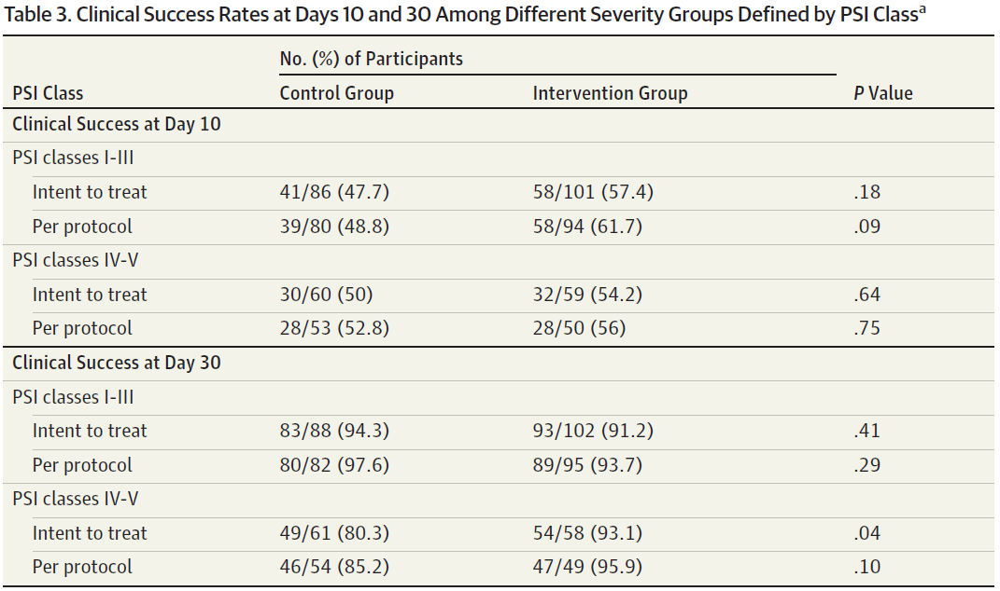 Table 3. Clinical Success Rates at Days 10 and 30 Among Different Severity Groups Defined by PSI Classa
No. (%) of Participants
PSI Class Control Group Intervention Group P Value
Clinical Success at Day 10
PSI classes I-III
Intent to treat 41/86 (47.7) 58/101 (57.4) .18
Per protocol 39/80 (48.8) 58/94 (61.7) .09
PSI classes IV-V
Intent to treat 30/60 (50) 32/59 (54.2) .64
Per protocol 28/53 (52.8) 28/50 (56) .75
Clinical Success at Day 30
PSI classes I-III
Intent to treat 83/88 (94.3) 93/102 (91.2) .41
Per protocol 80/82 (97.6) 89/95 (93.7) .29
PSI classes IV-V
Intent to treat 49/61 (80.3) 54/58 (93.1) .04
Per protocol 46/54 (85.2) 47/49 (95.9) .10